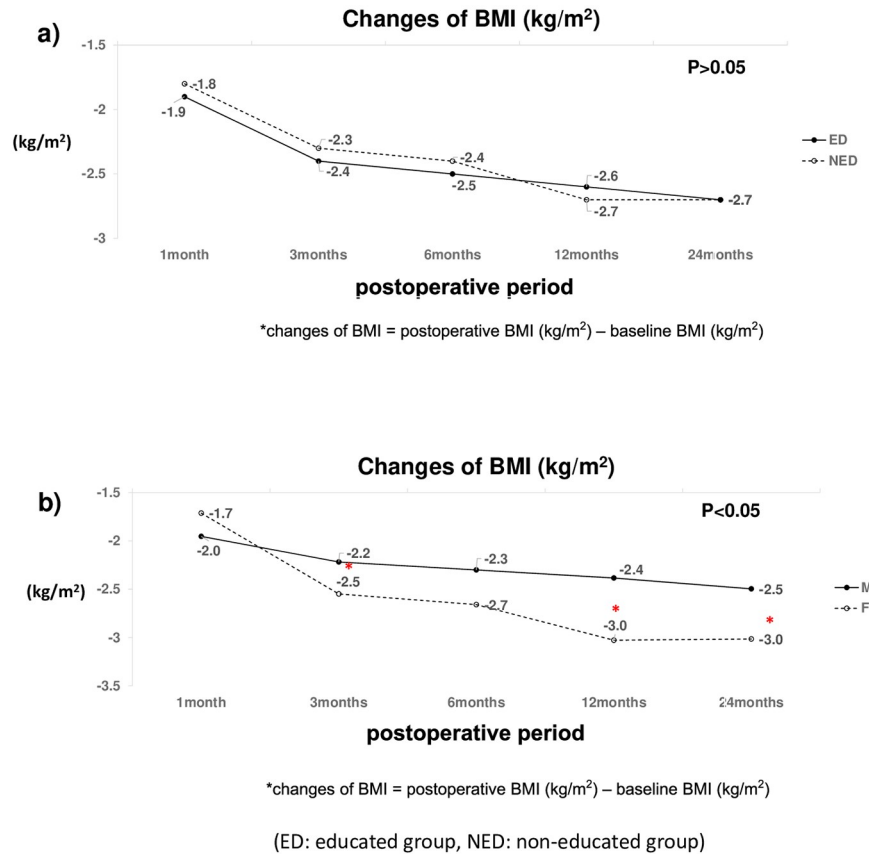 Changes of BMI (kg/m²)
a)
-1.5
P>0.05
-1.8
-2
-1.9
(kg/m²)
-2.3
-2.4
ED
NED
-2.4
-2.5
-2.5
-2.6
-2.7
-2.7
-3
1month 3months 6months 12months 24months
postoperative period
*changes of BMI = postoperative BMI (kg/m²) – baseline BMI (kg/m²)
Changes of BMI (kg/m²)
b)
-1.5
P<0.05
-1.7
-2
-2.0
-2.2
*
-2.3
-2.4
-2.5
(kg/m²)
-2.5
-2.5
-2.7
*
*
M
F
-3
-3.0
-3.0
-3.5
1month 3months 6months 12months 24months
postoperative period
*changes of BMI = postoperative BMI (kg/m²) – baseline BMI (kg/m²)
(ED: educated group, NED: non-educated group)